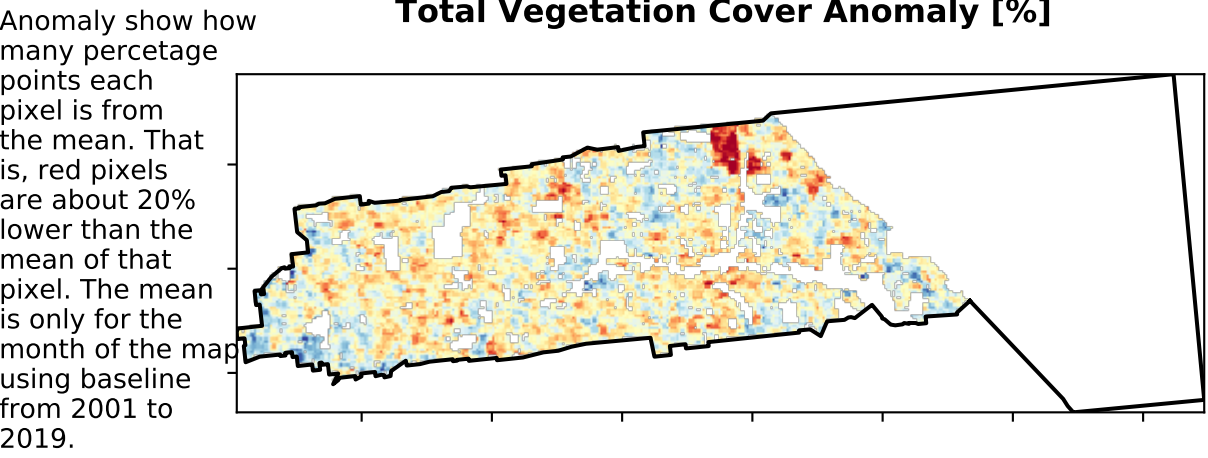 Total Vegetation Cover Anomaly [%]
Anomaly show how
many percetage
points each
pixel is from
the mean. That
is, red pixels
are about 20%
lower than the
mean of that
pixel. The mean
is only for the
month of the map
using baseline
from 2001 to
2019.